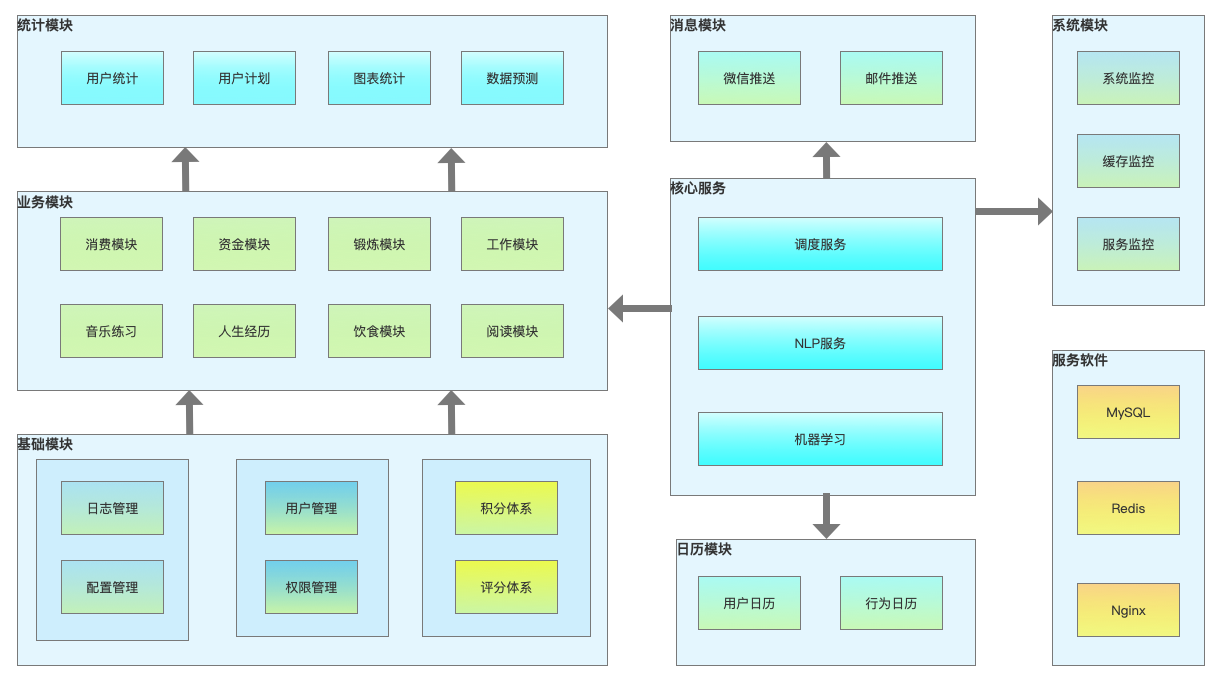 统计模块
用户统计
用户计划
图表统计
数据预测
消息模块
微信推送
邮件推送
系统模块
系统监控
缓存监控
服务监控
业务模块
消费模块
资金模块
锻炼模块
工作模块
音乐练习
人生经历
饮食模块
阅读模块
核心服务
调度服务
NLP服务
机器学习
基础模块
日志管理
用户管理
积分体系
配置管理
权限管理
评分体系
日历模块
用户日历
行为日历
服务软件
MySQL
Redis
Nginx